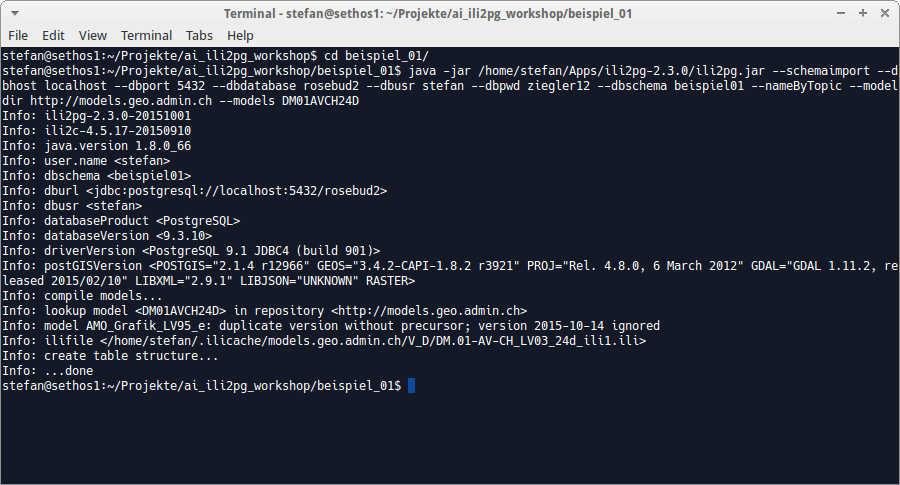 Terminal - stefan@sethos1: ~/Projekte/ai_ili2pg_workshop/beispiel_01
File Edit View Terminal Tabs Help
stefan@sethos1:~/Projekte/ai_ili2pg_workshop$ cd beispiel_01/
stefan@sethos1:~/Projekte/ai_ili2pg_workshop/beispiel_01$ java -jar /home/stefan/Apps/ili2pg-2.3.0/ili2pg.jar --schemaimport --d
bhost localhost --dbport 5432 --dbdatabase rosebud2 --dbusr stefan --dbpwd ziegler12 --dbschema beispiel01 --nameByTopic --model
dir http://models.geo.admin.ch --models DM01AVCH24D
Info: ili2pg-2.3.0-20151001
Info: ili2c-4.5.17-20150910
Info: java.version 1.8.0_66
Info: user.name <stefan>
Info: dbschema <beispiel01>
Info: dburl <jdbc:postgresql://localhost:5432/rosebud2>
Info: dbusr <stefan>
Info: databaseProduct <PostgreSQL>
Info: databaseVersion <9.3.10>
Info: driverVersion <PostgreSQL 9.1 JDBC4 (build 901)>
Info: postGISVersion <POSTGIS="2.1.4 r12966" GEOS="3.4.2-CAPI-1.8.2 r3921" PROJ="Rel. 4.8.0, 6 March 2012" GDAL="GDAL 1.11.2, re
leased 2015/02/10" LIBXML="2.9.1" LIBJSON="UNKNOWN" RASTER>
Info: compile models...
Info: lookup model <DM01AVCH24D> in repository <http://models.geo.admin.ch>
Info: model AMO_Grafik_LV95_e: duplicate version without precursor; version 2015-10-14 ignored
Info: ilifile </home/stefan/.ilicache/models.geo.admin.ch/V_D/DM.01-AV-CH_LV03_24d_ili1.ili>
Info: create table structure...
Info: ...done
stefan@sethos1:~/Projekte/ai_ili2pg_workshop/beispiel_01$